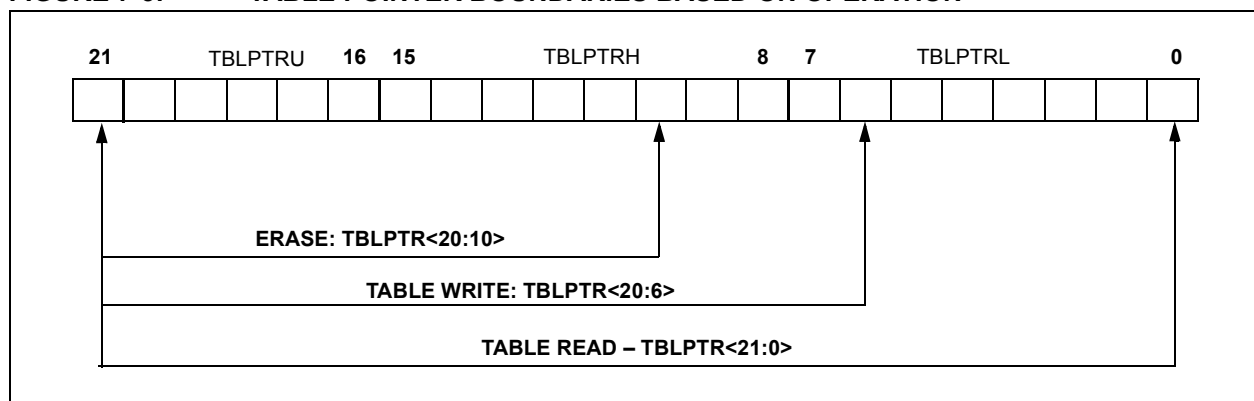 21 TBLPTRU 16 15 TBLPTRH 8 7 TBLPTRL 0
ERASE: TBLPTR<20:10>
TABLE WRITE: TBLPTR<20:6>
TABLE READ – TBLPTR<21:0>